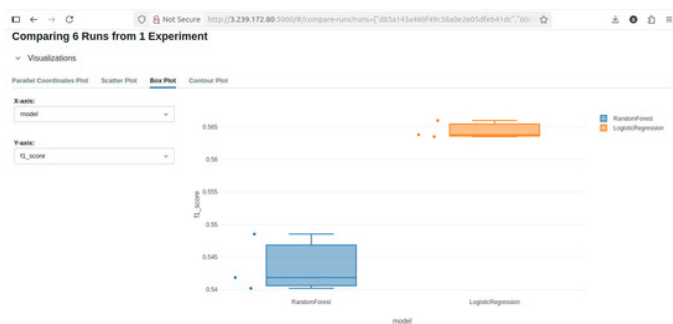 Not Secure http://3.239.172.80:5000/#/compare-runs?runs=["d85a143a460f49c58a0e2e05dfeb41dc","60
Comparing 6 Runs from 1 Experiment
Visualizations
Parallel Coordinates Plot Scatter Plot Box Plot Contour Plot
X-axis:
model
Y-axis:
f1_score
0.565
0.56
0.555
0.55
0.545
0.54
f1_score
RandomForest
LogisticRegression
model
RandomForest
LogisticRegression